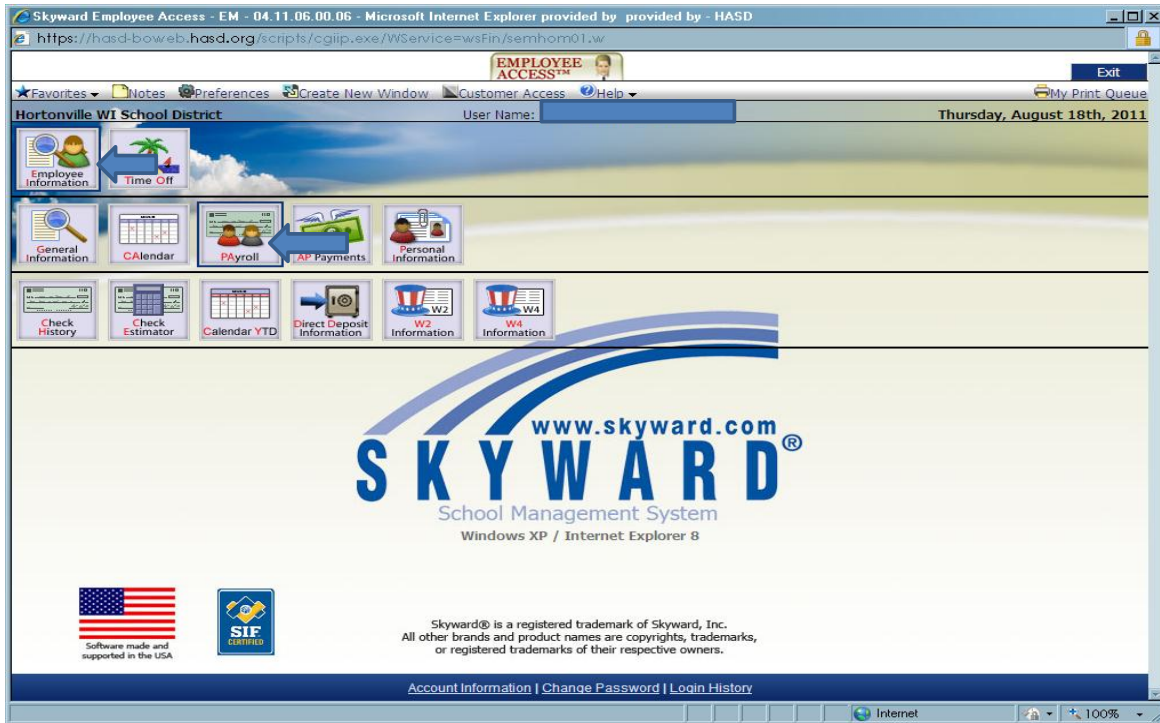 Skyward Employee Access - EM - 04.11.06.00.06 - Microsoft Internet Explorer provided by provided by - HASD
https://hasd-boweb.hasd.org/scripts/cgiip.exe/WService=wsFin/semhom01.w
EMPLOYEE ACCESS™
Exit
Favorites Notes Preferences Create New Window Customer Access Help My Print Queue
Hortonville WI School District User Name: Thursday, August 18th, 2011
Employee Information
Time Off
General Information
CAlendar
PAyroll
AP Payments
Personal Information
Check History
Check Estimator
Calendar YTD
Direct Deposit Information
W2
W2 Information
W4
W4 Information
www.skyward.com
SKYWARD®
School Management System
Windows XP / Internet Explorer 8
Software made and
supported in the USA
SIF
CERTIFIED
Skyward® is a registered trademark of Skyward, Inc.
All other brands and product names are copyrights, trademarks,
or registered trademarks of their respective owners.
Account Information | Change Password | Login History
Internet 100%